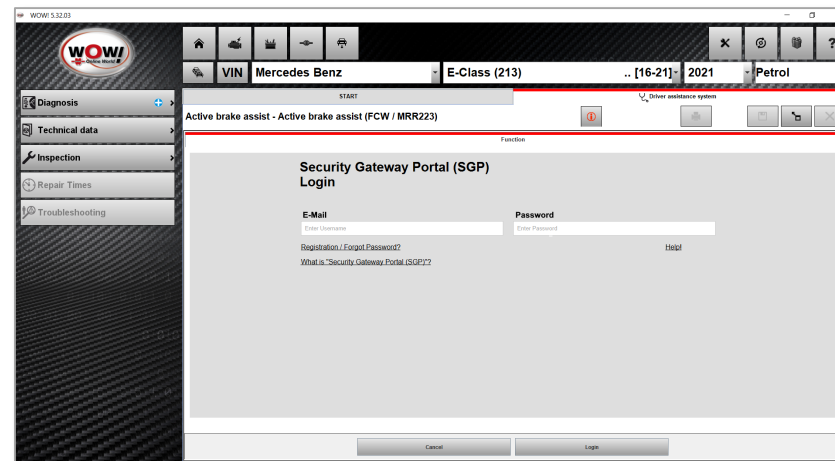 WOW! 5.32.03
WOW!
Online World
VIN Mercedes Benz E-Class (213) .. [16-21] 2021 Petrol
?
START
Driver assistance system
Active brake assist - Active brake assist (FCW / MRR223)
Function
Diagnosis
Technical data
Inspection
Repair Times
Troubleshooting
Security Gateway Portal (SGP)
Login
E-Mail Password
Enter Username Enter Password
Registration / Forgot Password? Help!
What is "Security Gateway Portal (SGP)"?
Cancel Login